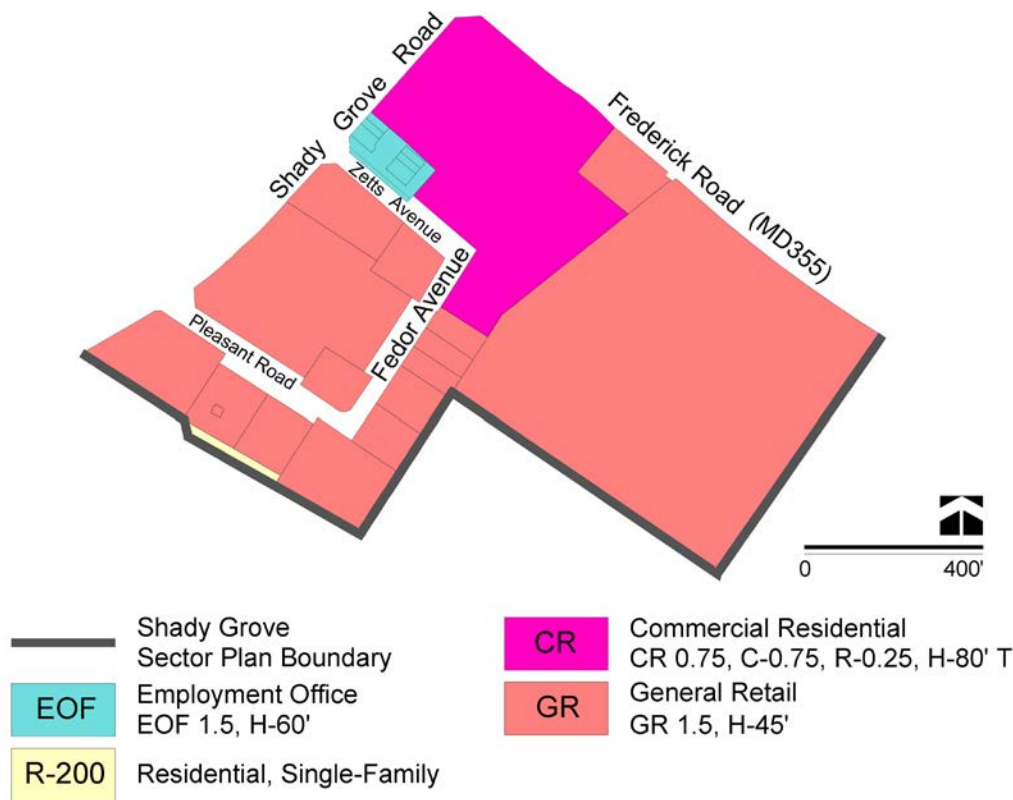 Shady Grove Road
Frederick Road (MD355)
Zetts Avenue
Fedor Avenue
Pleasant Road
0 400'
Shady Grove
Sector Plan Boundary
EOF
Employment Office
EOF 1.5, H-60'
R-200
Residential, Single-Family
CR
Commercial Residential
CR 0.75, C-0.75, R-0.25, H-80' T
GR
General Retail
GR 1.5, H-45'